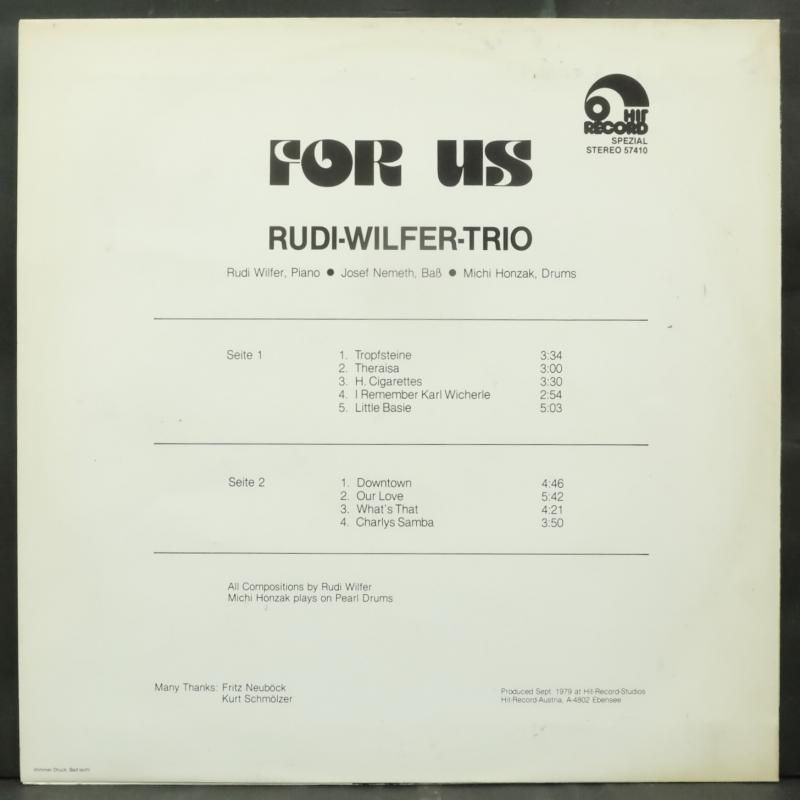 HIT
RECORD
SPEZIAL
STEREO 57410
FOR US
RUDI-WILFER-TRIO
Rudi Wilfer, Piano ● Josef Nemeth, Baß ● Michi Honzak, Drums
Seite 1
1. Tropfsteine 3:34
2. Theraisa 3:00
3. H. Cigarettes 3:30
4. I Remember Karl Wicherle 2:54
5. Little Basie 5:03
Seite 2
1. Downtown 4:46
2. Our Love 5:42
3. What's That 4:21
4. Charlys Samba 3:50
All Compositions by Rudi Wilfer
Michi Honzak plays on Pearl Drums
Many Thanks: Fritz Neuböck
Kurt Schmölzer
Produced Sept. 1979 at Hit-Record-Studios
Hit-Record-Austria, A-4802 Ebensee
Wimmer Druck, Bad Ischl